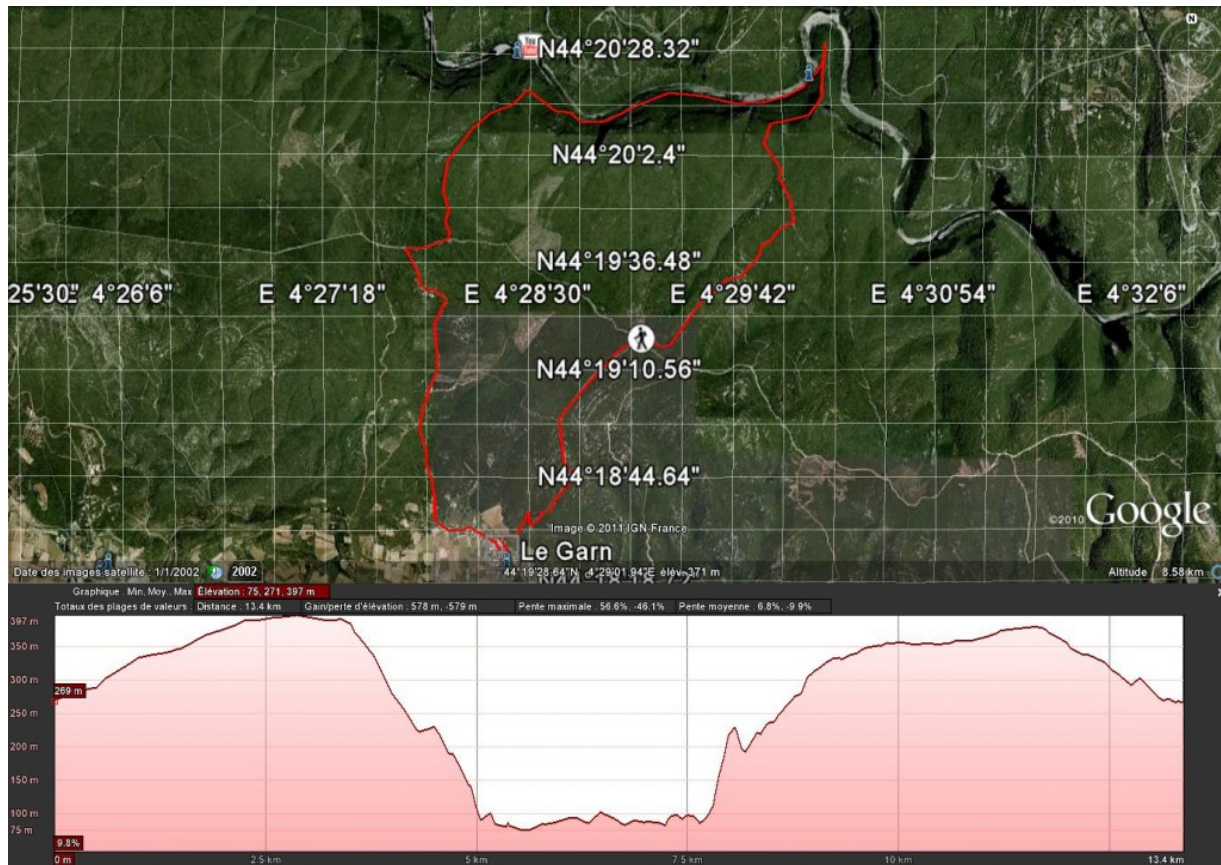 N
You Tube N44°20'28.32"
N44°20'2.4"
N44°19'36.48"
25'30" E 4°26'6" E 4°27'18" E 4°28'30" E 4°29'42" E 4°30'54" E 4°32'6"
N44°19'10.56"
N44°18'44.64"
Image © 2011 IGN-France
©2010 Google
Le Garn
Date des images satellite : 1/1/2002 2002 44°19'28.64"N 4°29'01.94"E élév. 371 m Altitude 8.58 km
Graphique : Min, Moy., Max Élévation : 75, 271, 397 m
Totaux des plages de valeurs : Distance : 13.4 km Gain/perte d'élévation : 578 m, -579 m Pente maximale : 56.6%, -46.1% Pente moyenne : 6.8%, -9.9%
397 m
350 m
300 m
269 m
250 m
200 m
150 m
100 m
75 m
9.8%
0 m 2.5 km 5 km 7.5 km 10 km 13.4 km